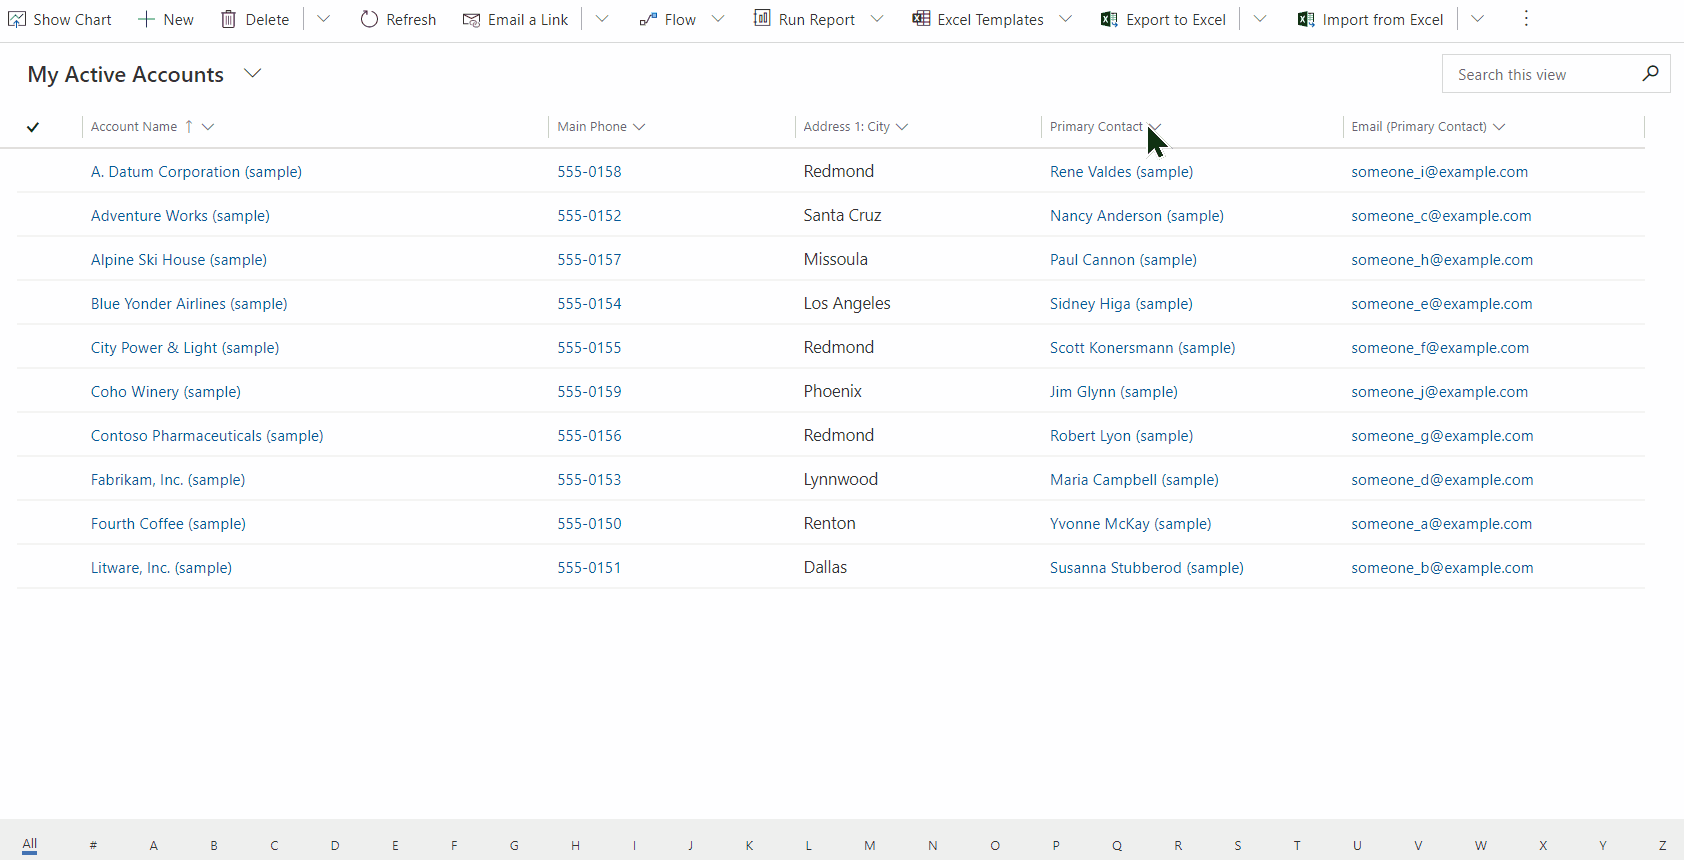 Show Chart New Delete Refresh Email a Link Flow Run Report Excel Templates Export to Excel Import from Excel
My Active Accounts Search this view
Account Name Main Phone Address 1: City Primary Contact Email (Primary Contact)
A. Datum Corporation (sample) 555-0158 Redmond Rene Valdes (sample) someone_i@example.com
Adventure Works (sample) 555-0152 Santa Cruz Nancy Anderson (sample) someone_c@example.com
Alpine Ski House (sample) 555-0157 Missoula Paul Cannon (sample) someone_h@example.com
Blue Yonder Airlines (sample) 555-0154 Los Angeles Sidney Higa (sample) someone_e@example.com
City Power & Light (sample) 555-0155 Redmond Scott Konersmann (sample) someone_f@example.com
Coho Winery (sample) 555-0159 Phoenix Jim Glynn (sample) someone_j@example.com
Contoso Pharmaceuticals (sample) 555-0156 Redmond Robert Lyon (sample) someone_g@example.com
Fabrikam, Inc. (sample) 555-0153 Lynnwood Maria Campbell (sample) someone_d@example.com
Fourth Coffee (sample) 555-0150 Renton Yvonne McKay (sample) someone_a@example.com
Litware, Inc. (sample) 555-0151 Dallas Susanna Stubberod (sample) someone_b@example.com
All # A B C D E F G H I J K L M N O P Q R S T U V W X Y Z